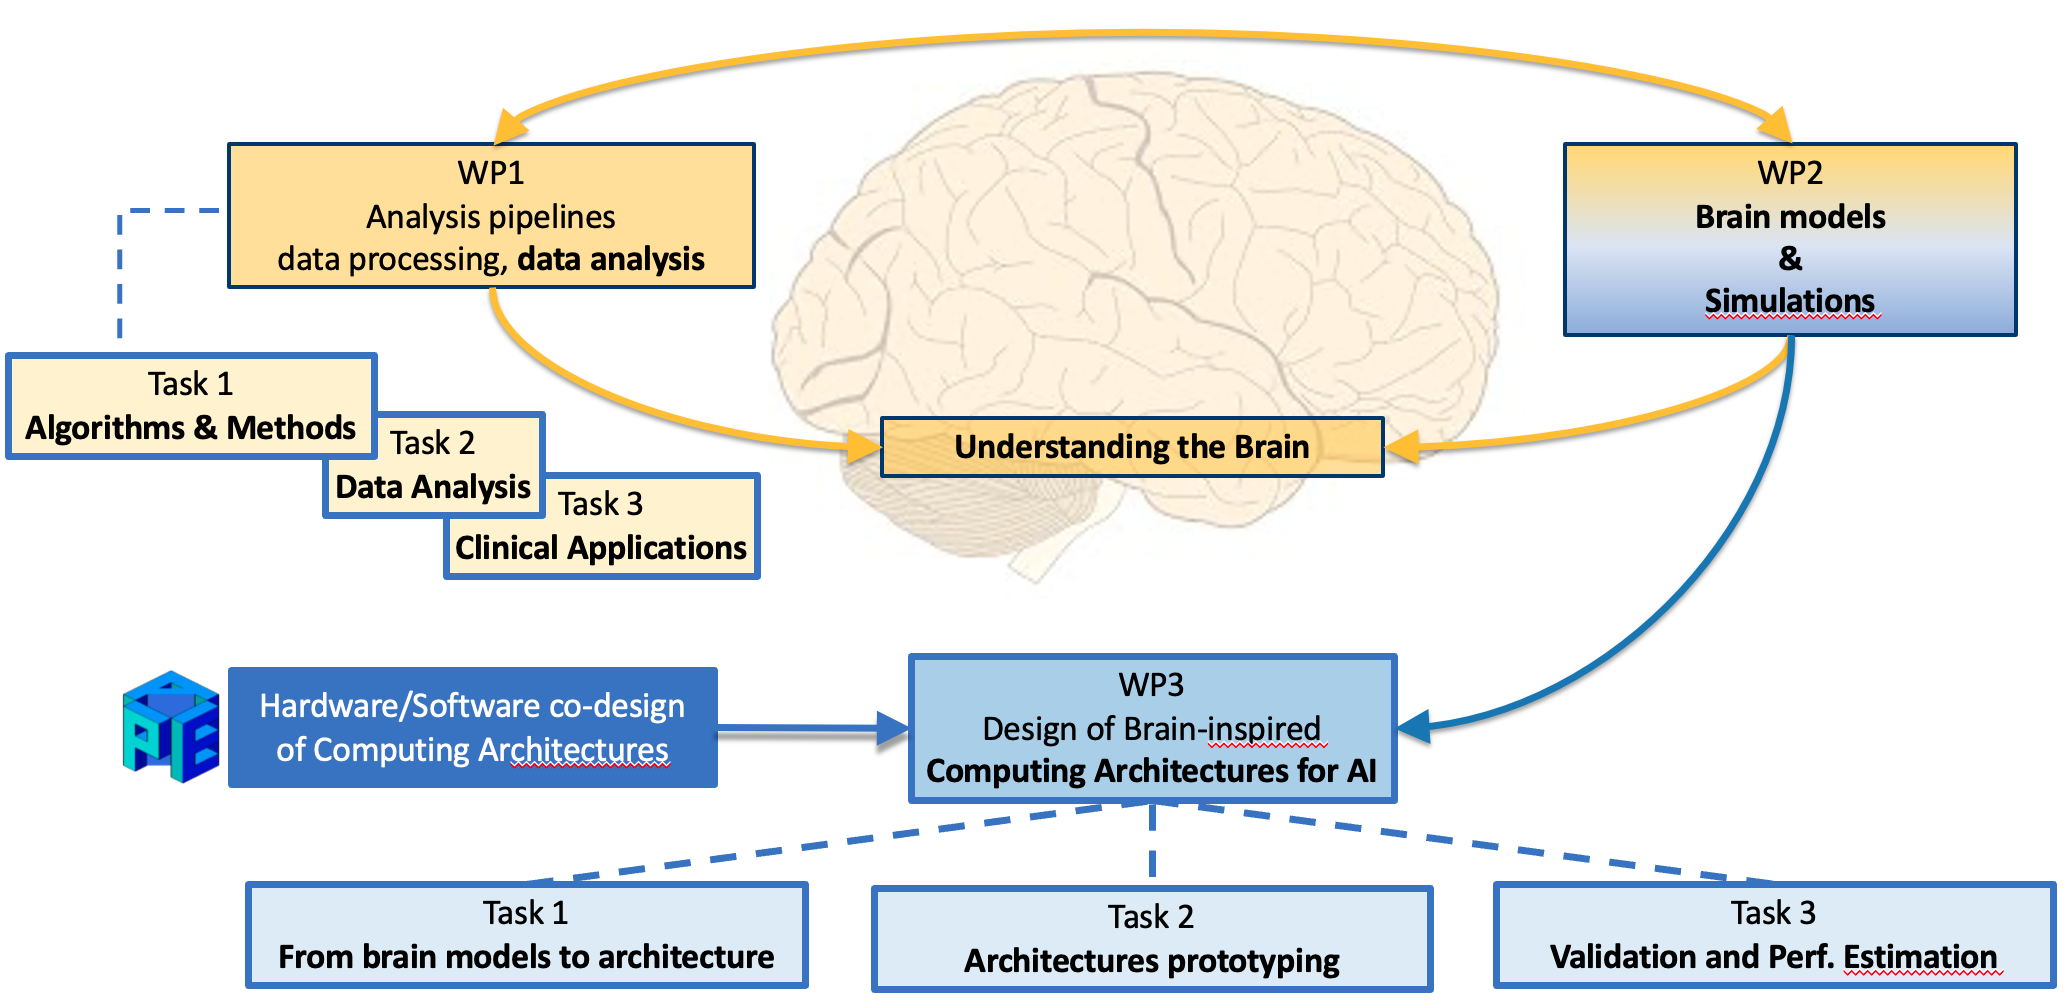 WP1
Analysis pipelines
data processing, data analysis
WP2
Brain models
&
Simulations
Task 1
Algorithms & Methods
Task 2
Data Analysis
Task 3
Clinical Applications
Understanding the Brain
APE
Hardware/Software co-design
of Computing Architectures
WP3
Design of Brain-inspired
Computing Architectures for AI
Task 1
From brain models to architecture
Task 2
Architectures prototyping
Task 3
Validation and Perf. Estimation